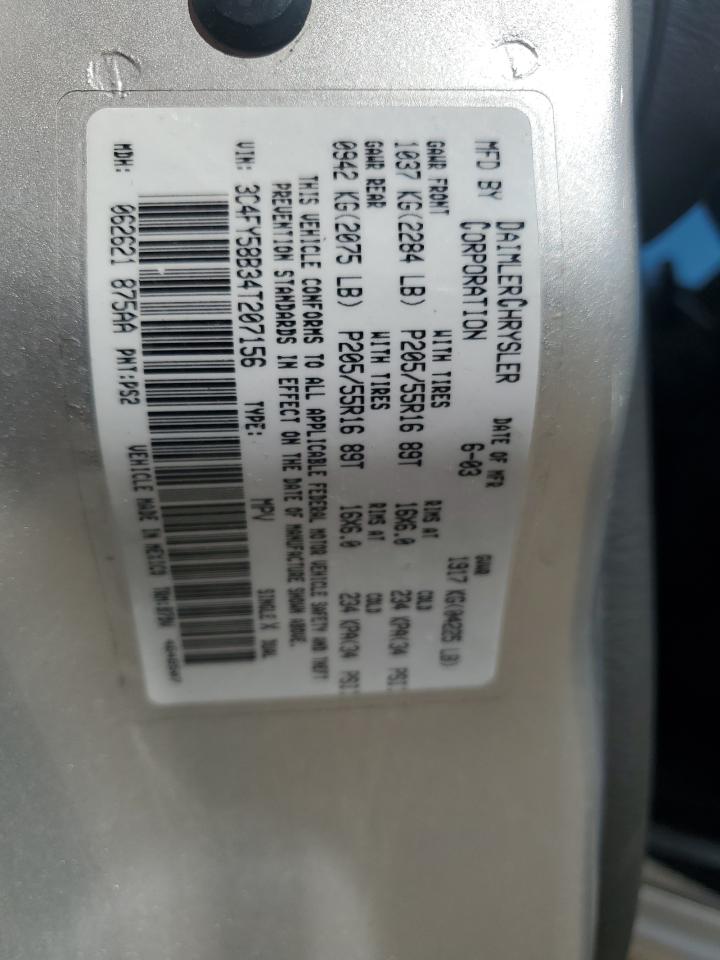 MFD BY DAIMLERCHRYSLER DATE OF MFR GVWR
CORPORATION 6-03 1917 KG(04226 LB)
GAWR FRONT WITH TIRES RIMS AT COLD
1037 KG(2284 LB) P205/55R16 89T 16X6.0 234 KPA(34 PSI)
GAWR REAR WITH TIRES RIMS AT COLD
0942 KG(2075 LB) P205/55R16 89T 16X6.0 234 KPA(34 PSI)
THIS VEHICLE CONFORMS TO ALL APPLICABLE FEDERAL MOTOR VEHICLE SAFETY AND THEFT
PREVENTION STANDARDS IN EFFECT ON THE DATE OF MANUFACTURE SHOWN ABOVE.
VIN: 3C4FY58B34T207156 TYPE: MPV SINGLE X DUAL
MDH: 062621 875AA PNT:PS2 VEHICLE MADE IN MEXICO TRM: